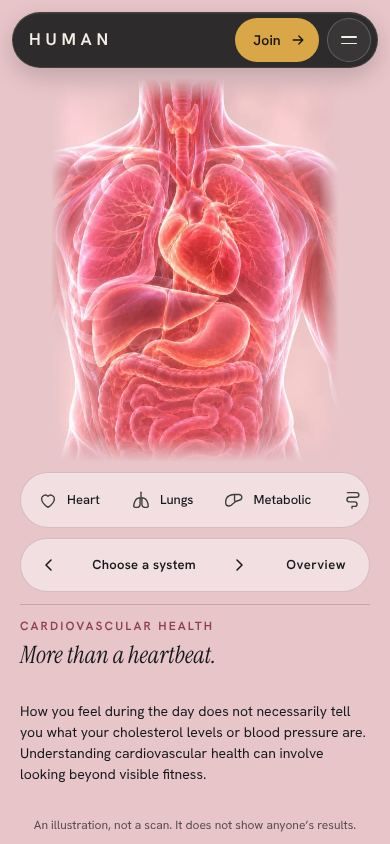 HUMAN
Join
Heart
Lungs
Metabolic
Choose a system
Overview
CARDIOVASCULAR HEALTH
More than a heartbeat.
How you feel during the day does not necessarily tell
you what your cholesterol levels or blood pressure are.
Understanding cardiovascular health can involve
looking beyond visible fitness.
An illustration, not a scan. It does not show anyone’s results.